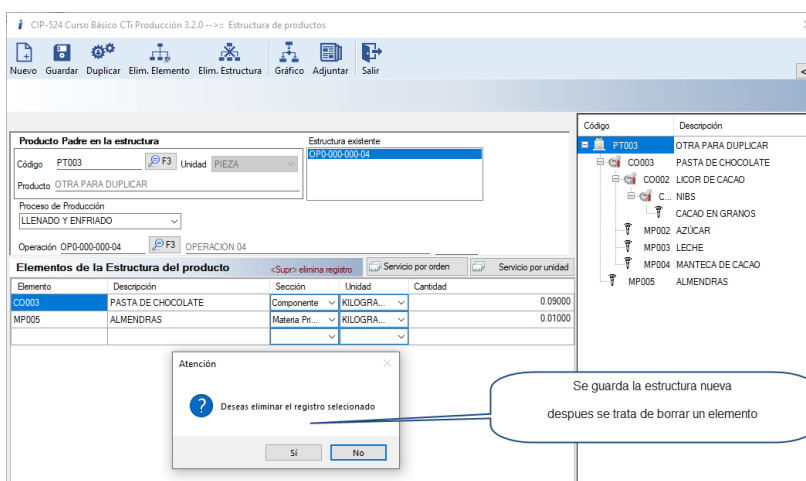 CIP-524 Curso Básico CTi Producción 3.2.0 -->:: Estructura de productos
Nuevo Guardar Duplicar Elim. Elemento Elim. Estructura Gráfico Adjuntar Salir
<
Producto Padre en la estructura
Código PT003 F3 Unidad PIEZA
Producto OTRA PARA DUPLICAR
Proceso de Producción
LLENADO Y ENFRIADO
Operación OP0-000-000-04 F3 OPERACION 04
Estructura existente
OP0-000-000-04
Elementos de la Estructura del producto <Supr> elimina registro Servicio por orden Servicio por unidad
Elemento Descripción Sección Unidad Cantidad
CO003 PASTA DE CHOCOLATE Componente KILOGRA... 0.09000
MP005 ALMENDRAS Materia Pri... KILOGRA... 0.01000
Código Descripción
PT003 OTRA PARA DUPLICAR
CO003 PASTA DE CHOCOLATE
CO002 LICOR DE CACAO
C... NIBS
CACAO EN GRANOS
MP002 AZÚCAR
MP003 LECHE
MP004 MANTECA DE CACAO
MP005 ALMENDRAS
Atención
Deseas eliminar el registro selecionado
Sí No
Se guarda la estructura nueva
despues se trata de borrar un elemento